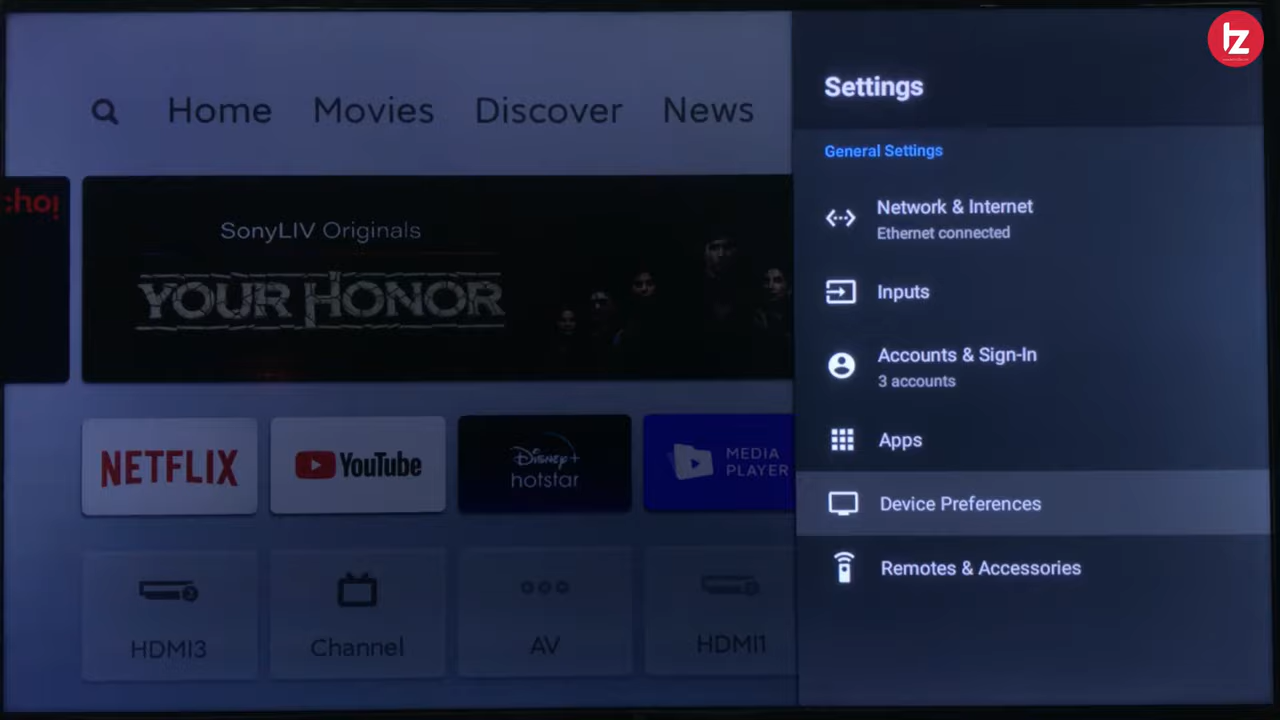 Settings
Home Movies Discover News
General Settings
SonyLIV Originals
YOUR HONOR
Network & Internet
Ethernet connected
Inputs
Accounts & Sign-In
3 accounts
Apps
NETFLIX
YouTube
Disney+
hotstar
MEDIA
PLAYER
Device Preferences
Remotes & Accessories
HDMI3
Channel
AV
HDMI1